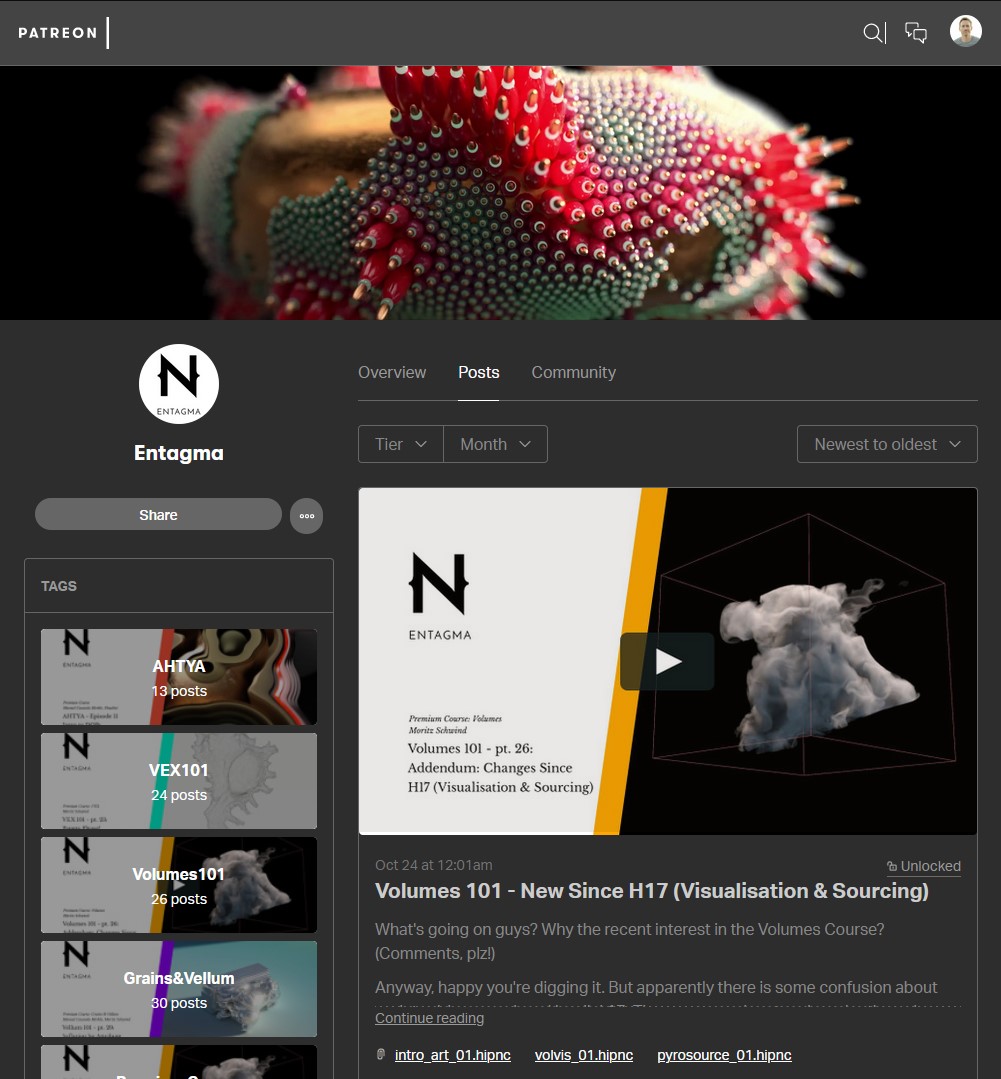 PATREON
ENTAGMA
Entagma
Share
TAGS
AHTYA
13 posts
VEX101
24 posts
Volumes101
26 posts
Grains&Vellum
30 posts
Overview
Posts
Community
Tier
Month
Newest to oldest
ENTAGMA
Premium Course: Volumes
Moritz Schwind
Volumes 101 - pt. 26:
Addendum: Changes Since
H17 (Visualisation & Sourcing)
Oct 24 at 12:01am
Unlocked
Volumes 101 - New Since H17 (Visualisation & Sourcing)
What's going on guys? Why the recent interest in the Volumes Course?
(Comments, plz!)
Anyway, happy you're digging it. But apparently there is some confusion about
Continue reading
intro_art_01.hipnc
volvis_01.hipnc
pyrosource_01.hipnc